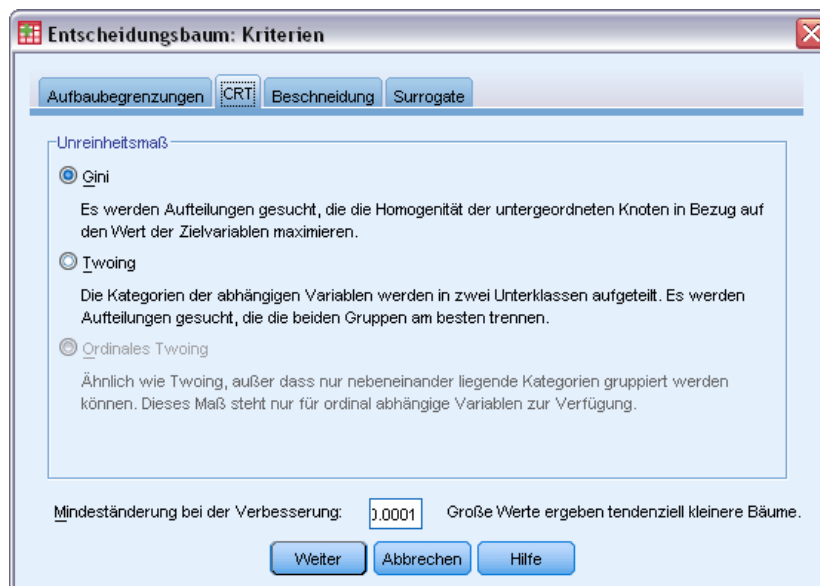 Entscheidungsbaum: Kriterien
Aufbaubegrenzungen CRT Beschneidung Surrogate
Unreinheitsmaß
Gini
Es werden Aufteilungen gesucht, die die Homogenität der untergeordneten Knoten in Bezug auf
den Wert der Zielvariablen maximieren.
Twoing
Die Kategorien der abhängigen Variablen werden in zwei Unterklassen aufgeteilt. Es werden
Aufteilungen gesucht, die die beiden Gruppen am besten trennen.
Ordinales Twoing
Ähnlich wie Twoing, außer dass nur nebeneinander liegende Kategorien gruppiert werden
können. Dieses Maß steht nur für ordinal abhängige Variablen zur Verfügung.
Mindeständerung bei der Verbesserung: 0.0001 Große Werte ergeben tendenziell kleinere Bäume.
Weiter Abbrechen Hilfe